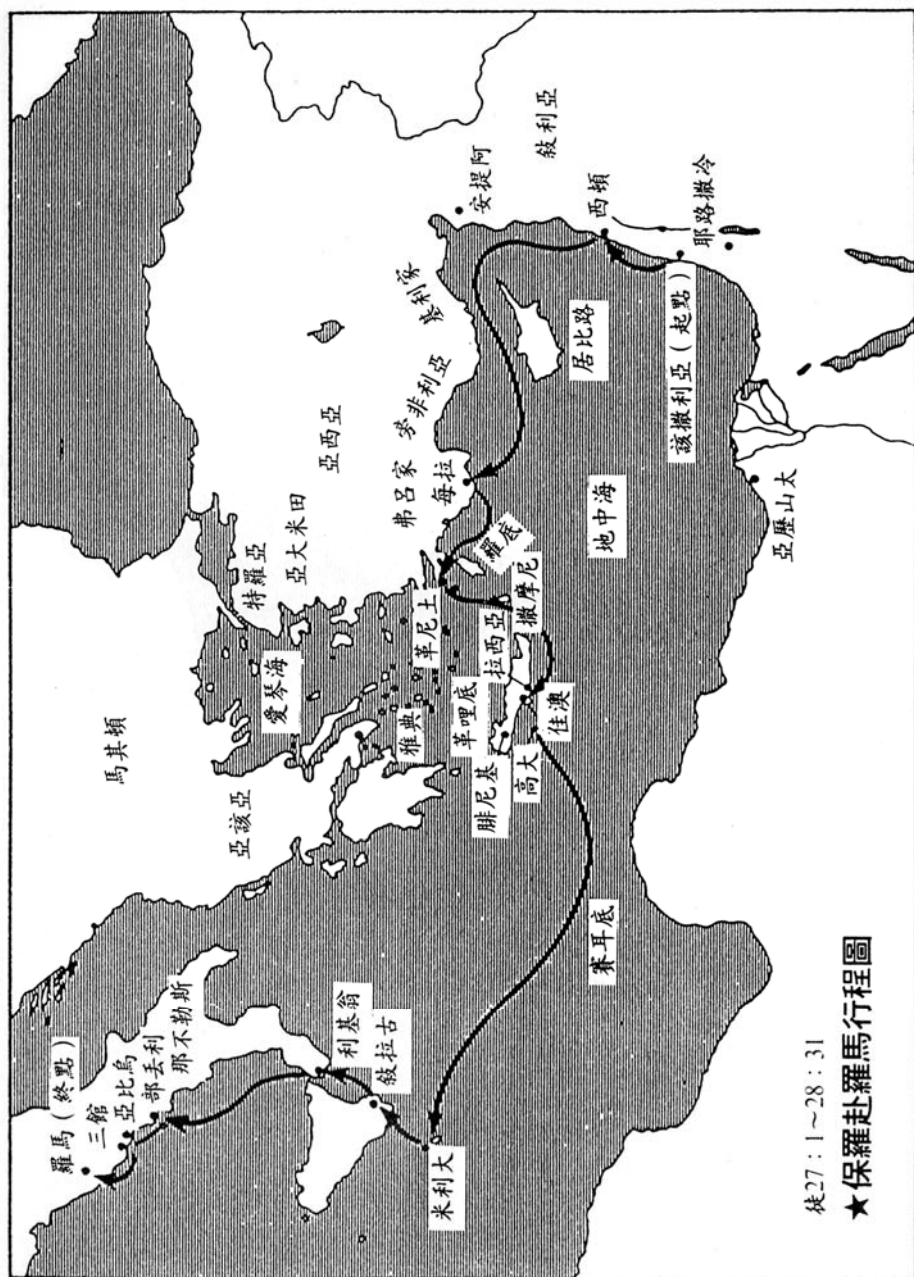 羅馬（終點）
三館
亞比烏
部丟利
那不勒斯
利基翁
敍拉古
米利大
馬其頓
亞該亞
愛琴海
雅典
特羅亞
亞大米田
亞西亞
弗呂家
旁非利亞
基利家
每拉
羅底
革尼土
撒摩尼
拉西亞
革哩底
腓尼基
高大
佳澳
賽耳底
地中海
居比路
安提阿
敍利亞
西頓
耶路撒冷
該撒利亞（起點）
亞歷山太
徒27：1～28：31
★保羅赴羅馬行程圖